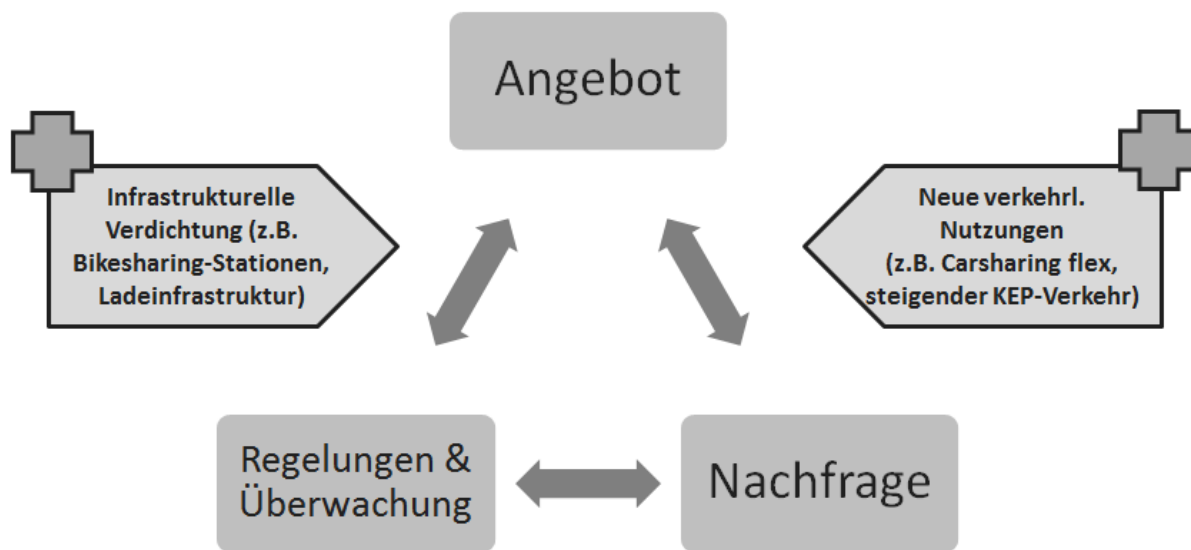 Angebot
Infrastrukturelle
Verdichtung (z.B.
Bikesharing-Stationen,
Ladeinfrastruktur)
Neue verkehrl.
Nutzungen
(z.B. Carsharing flex,
steigender KEP-Verkehr)
Regelungen &
Überwachung
Nachfrage